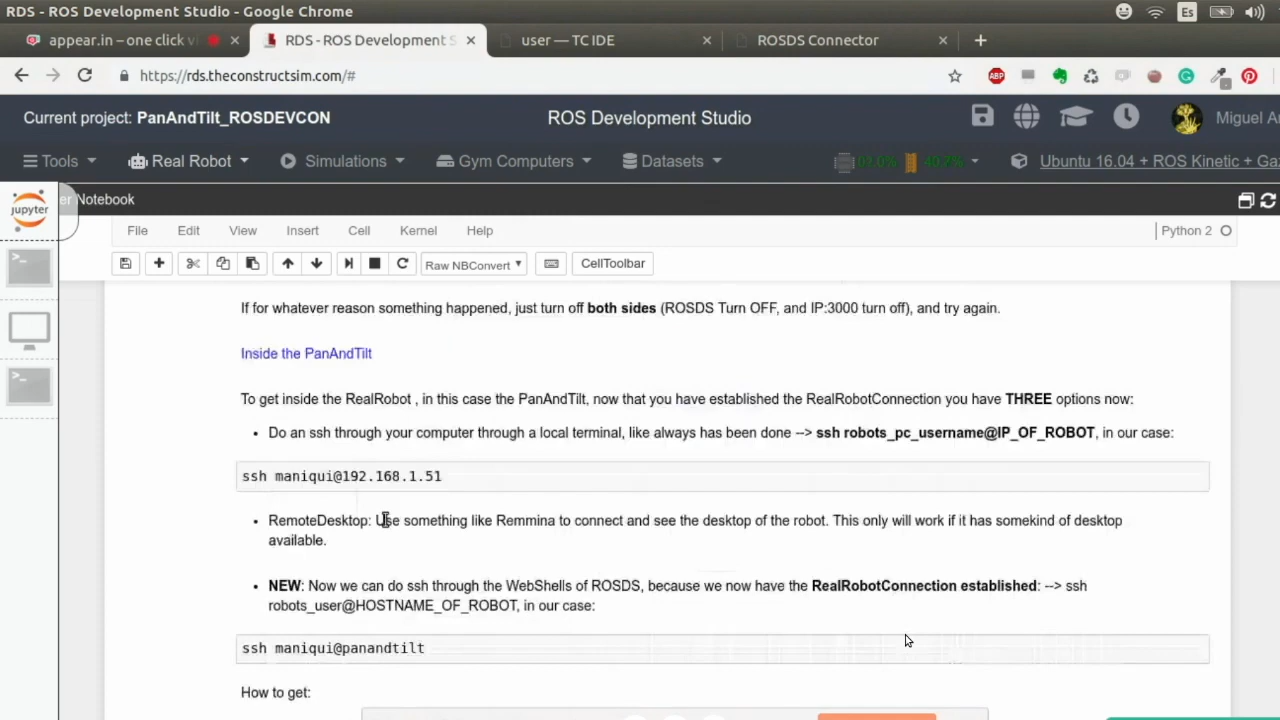 RDS - ROS Development Studio - Google Chrome
Es
appear.in – one click vi
RDS - ROS Development S
user — TC IDE
ROSDS Connector
https://rds.theconstructsim.com/#
ABP
Current project: PanAndTilt_ROSDEVCON
ROS Development Studio
Miguel Ar
Tools
Real Robot
Simulations
Gym Computers
Datasets
Ubuntu 16.04 + ROS Kinetic + Gaz
jupyter
er Notebook
File Edit View Insert Cell Kernel Help
Python 2
Raw NBConvert
CellToolbar
If for whatever reason something happened, just turn off both sides (ROSDS Turn OFF, and IP:3000 turn off), and try again.
Inside the PanAndTilt
To get inside the RealRobot , in this case the PanAndTilt, now that you have established the RealRobotConnection you have THREE options now:
• Do an ssh through your computer through a local terminal, like always has been done --> ssh robots_pc_username@IP_OF_ROBOT, in our case:
ssh maniqui@192.168.1.51
• RemoteDesktop: Use something like Remmina to connect and see the desktop of the robot. This only will work if it has somekind of desktop
available.
• NEW: Now we can do ssh through the WebShells of ROSDS, because we now have the RealRobotConnection established: --> ssh
robots_user@HOSTNAME_OF_ROBOT, in our case:
ssh maniqui@panandtilt
How to get: